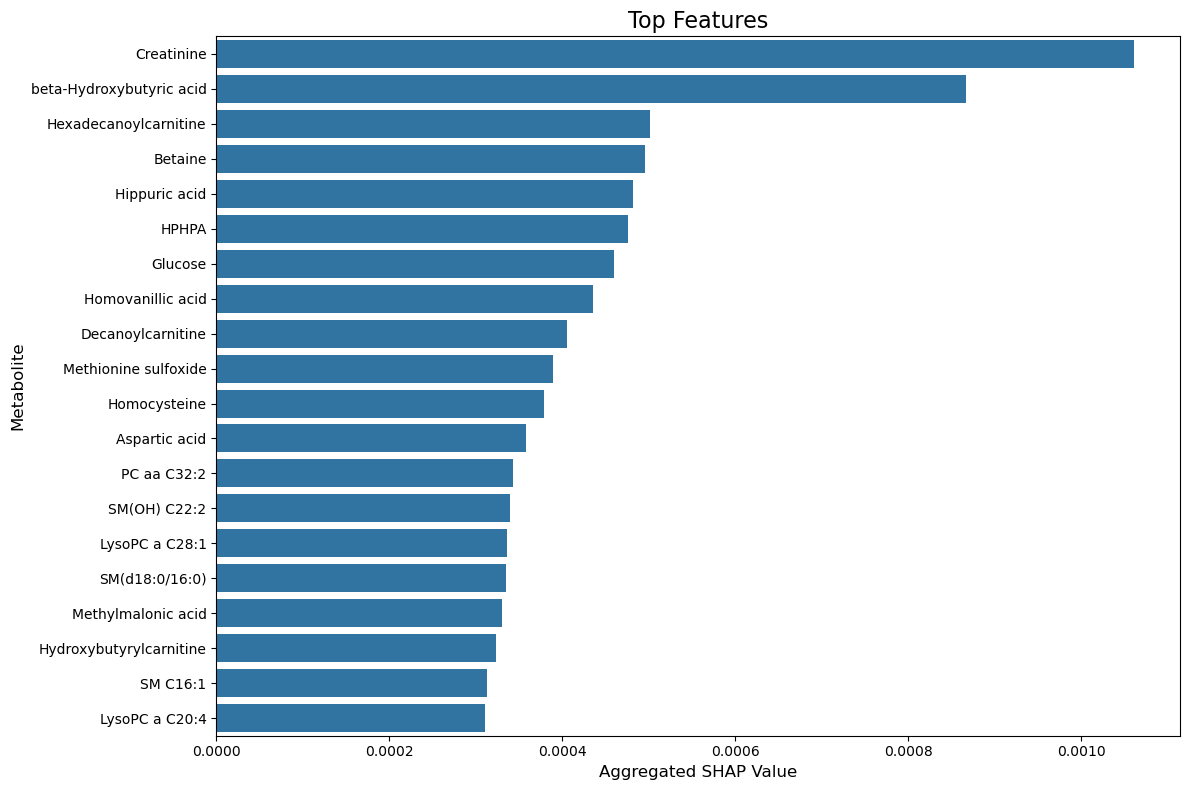 Top Features
Metabolite
Creatinine
beta-Hydroxybutyric acid
Hexadecanoylcarnitine
Betaine
Hippuric acid
HPHPA
Glucose
Homovanillic acid
Decanoylcarnitine
Methionine sulfoxide
Homocysteine
Aspartic acid
PC aa C32:2
SM(OH) C22:2
LysoPC a C28:1
SM(d18:0/16:0)
Methylmalonic acid
Hydroxybutyrylcarnitine
SM C16:1
LysoPC a C20:4
0.0000 0.0002 0.0004 0.0006 0.0008 0.0010
Aggregated SHAP Value